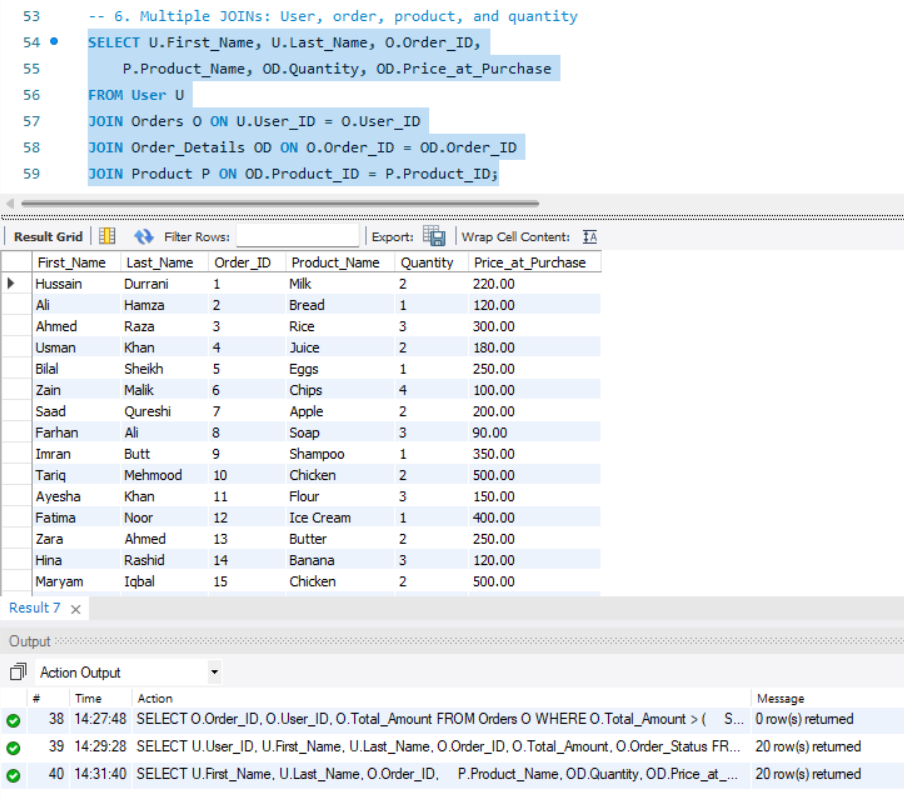 53 -- 6. Multiple JOINs: User, order, product, and quantity
54 SELECT U.First_Name, U.Last_Name, O.Order_ID,
55 P.Product_Name, OD.Quantity, OD.Price_at_Purchase
56 FROM User U
57 JOIN Orders O ON U.User_ID = O.User_ID
58 JOIN Order_Details OD ON O.Order_ID = OD.Order_ID
59 JOIN Product P ON OD.Product_ID = P.Product_ID;
Result Grid Filter Rows: Export: Wrap Cell Content:
First_Name Last_Name Order_ID Product_Name Quantity Price_at_Purchase
Hussain Durrani 1 Milk 2 220.00
Ali Hamza 2 Bread 1 120.00
Ahmed Raza 3 Rice 3 300.00
Usman Khan 4 Juice 2 180.00
Bilal Sheikh 5 Eggs 1 250.00
Zain Malik 6 Chips 4 100.00
Saad Qureshi 7 Apple 2 200.00
Farhan Ali 8 Soap 3 90.00
Imran Butt 9 Shampoo 1 350.00
Tariq Mehmood 10 Chicken 2 500.00
Ayesha Khan 11 Flour 3 150.00
Fatima Noor 12 Ice Cream 1 400.00
Zara Ahmed 13 Butter 2 250.00
Hina Rashid 14 Banana 3 120.00
Maryam Iqbal 15 Chicken 2 500.00
Result 7
Output
Action Output
# Time Action Message
38 14:27:48 SELECT O.Order_ID, O.User_ID, O.Total_Amount FROM Orders O WHERE O.Total_Amount > ( S... 0 row(s) returned
39 14:29:28 SELECT U.User_ID, U.First_Name, U.Last_Name, O.Order_ID, O.Total_Amount, O.Order_Status FR... 20 row(s) returned
40 14:31:40 SELECT U.First_Name, U.Last_Name, O.Order_ID, P.Product_Name, OD.Quantity, OD.Price_at_... 20 row(s) returned